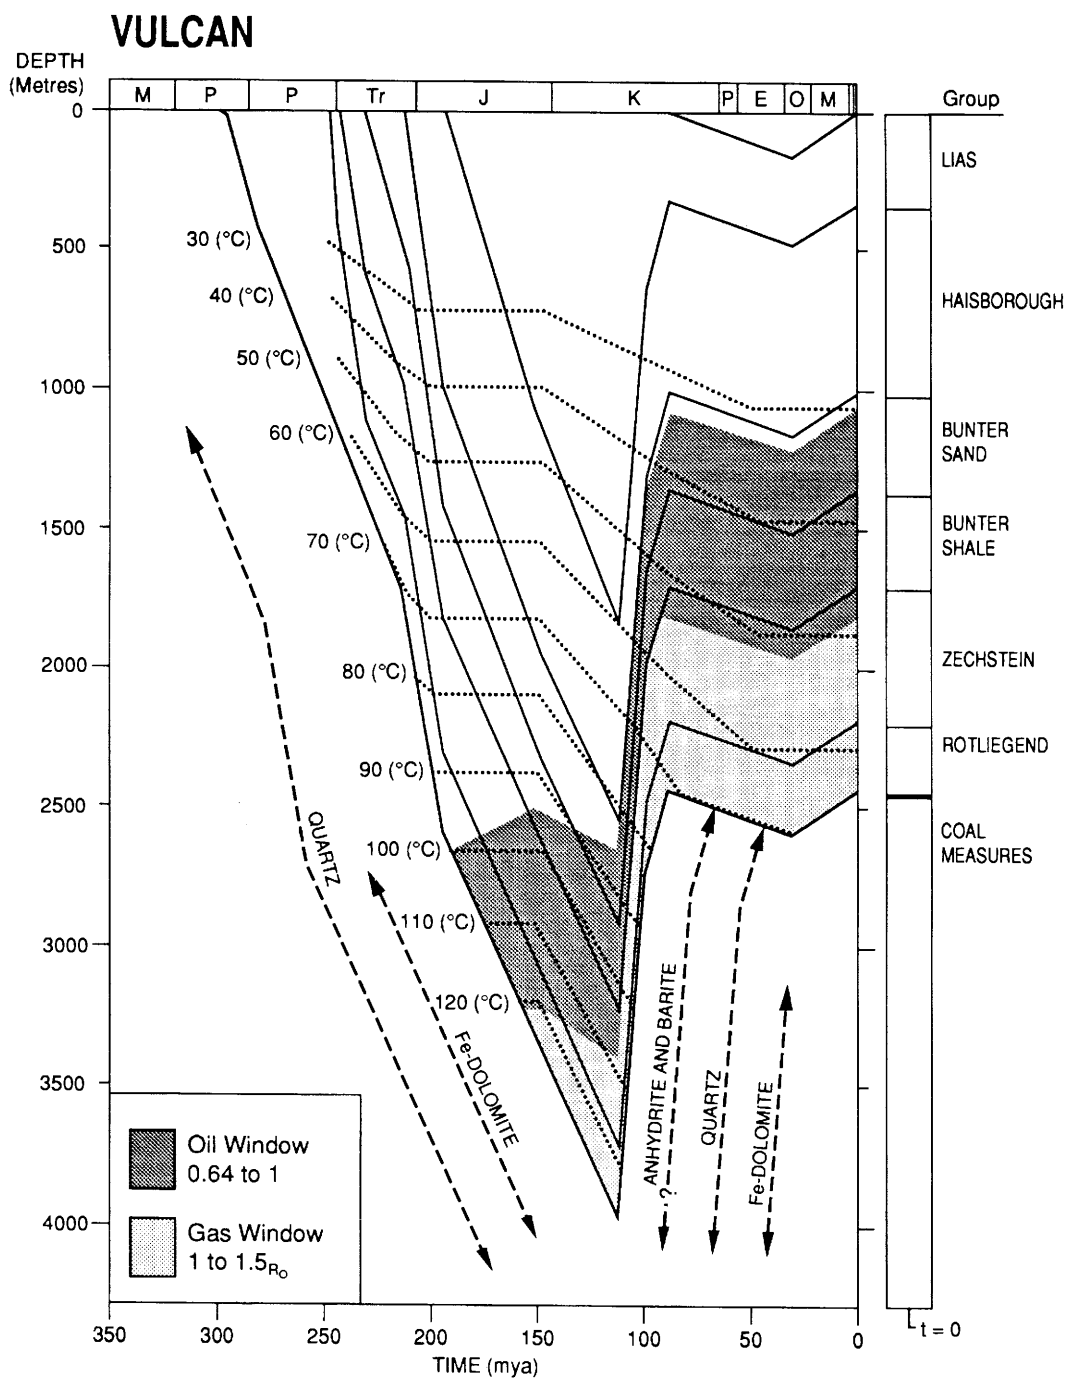 VULCAN
DEPTH
(Metres)
M P P Tr J K P E O M
Group
0
500
1000
1500
2000
2500
3000
3500
4000
30 (°C)
40 (°C)
50 (°C)
60 (°C)
70 (°C)
80 (°C)
90 (°C)
100 (°C)
110 (°C)
120 (°C)
LIAS
HAISBOROUGH
BUNTER
SAND
BUNTER
SHALE
ZECHSTEIN
ROTLIEGEND
COAL
MEASURES
QUARTZ
Fe-DOLOMITE
ANHYDRITE AND BARITE
?
QUARTZ
Fe-DOLOMITE
Oil Window
0.64 to 1
Gas Window
1 to 1.5Ro
350 300 250 200 150 100 50 0
t = 0
TIME (mya)